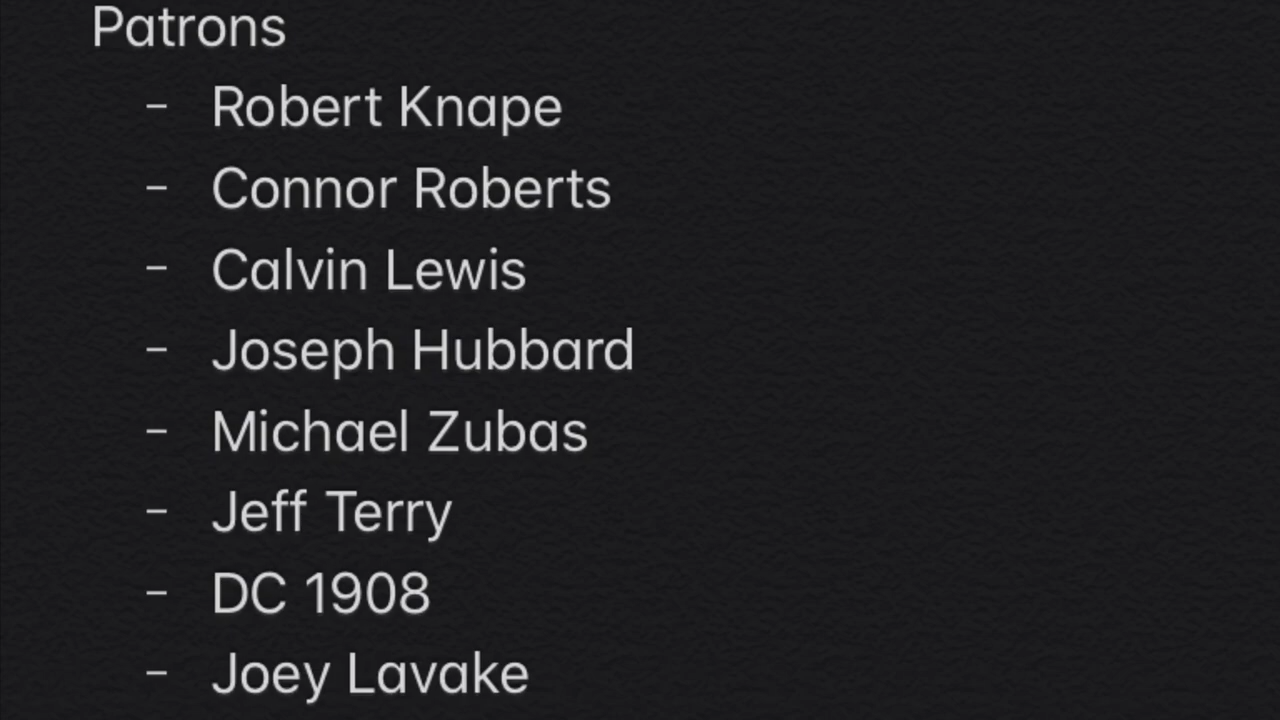 Patrons
– Robert Knape
– Connor Roberts
– Calvin Lewis
– Joseph Hubbard
– Michael Zubas
– Jeff Terry
– DC 1908
– Joey Lavake